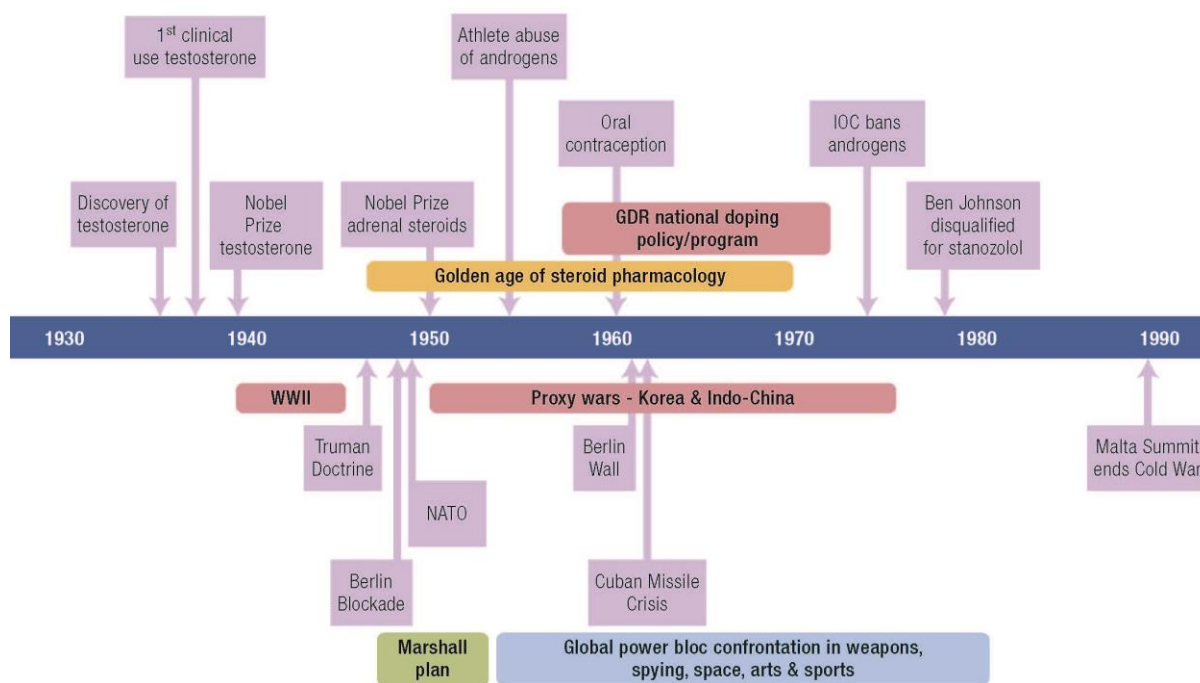 1st clinical
use testosterone
Athlete abuse
of androgens
Oral
contraception
IOC bans
androgens
Discovery of
testosterone
Nobel
Prize
testosterone
Nobel Prize
adrenal steroids
GDR national doping
policy/program
Ben Johnson
disqualified
for stanozolol
Golden age of steroid pharmacology
1930 1940 1950 1960 1970 1980 1990
WWII
Proxy wars - Korea & Indo-China
Truman
Doctrine
Berlin
Wall
Malta Summit
ends Cold War
NATO
Berlin
Blockade
Cuban Missile
Crisis
Marshall
plan
Global power bloc confrontation in weapons,
spying, space, arts & sports